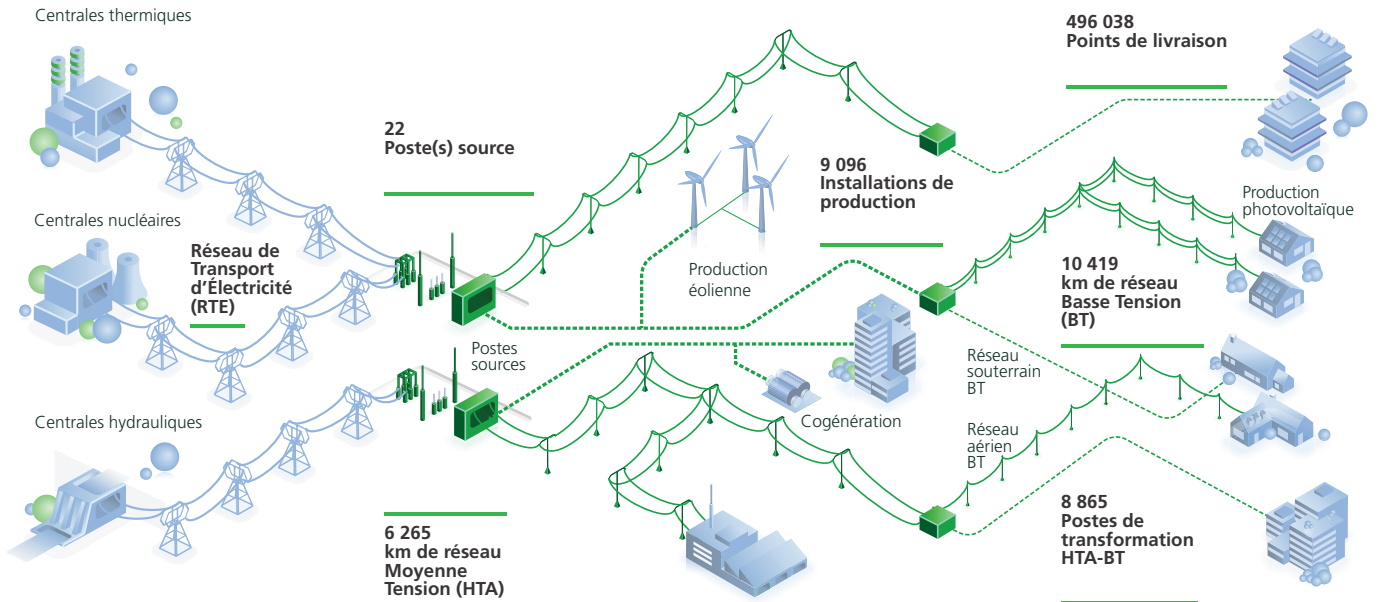 Centrales thermiques
496 038
Points de livraison
22
Poste(s) source
9 096
Installations de
production
Production
photovoltaïque
Centrales nucléaires
Réseau de
Transport
d'Électricité
(RTE)
Production
éolienne
10 419
km de réseau
Basse Tension
(BT)
Postes
sources
Réseau
souterrain
BT
Centrales hydrauliques
Cogénération
Réseau
aérien
BT
6 265
km de réseau
Moyenne
Tension (HTA)
8 865
Postes de
transformation
HTA-BT